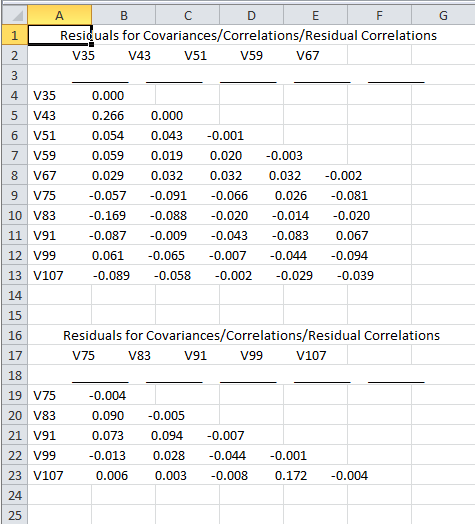 A B C D E F G
1 Residuals for Covariances/Correlations/Residual Correlations
2 V35 V43 V51 V59 V67
3
4 V35 0.000
5 V43 0.266 0.000
6 V51 0.054 0.043 -0.001
7 V59 0.059 0.019 0.020 -0.003
8 V67 0.029 0.032 0.032 0.032 -0.002
9 V75 -0.057 -0.091 -0.066 0.026 -0.081
10 V83 -0.169 -0.088 -0.020 -0.014 -0.020
11 V91 -0.087 -0.009 -0.043 -0.083 0.067
12 V99 0.061 -0.065 -0.007 -0.044 -0.094
13 V107 -0.089 -0.058 -0.002 -0.029 -0.039
14
15
16 Residuals for Covariances/Correlations/Residual Correlations
17 V75 V83 V91 V99 V107
18
19 V75 -0.004
20 V83 0.090 -0.005
21 V91 0.073 0.094 -0.007
22 V99 -0.013 0.028 -0.044 -0.001
23 V107 0.006 0.003 -0.008 0.172 -0.004
24
25